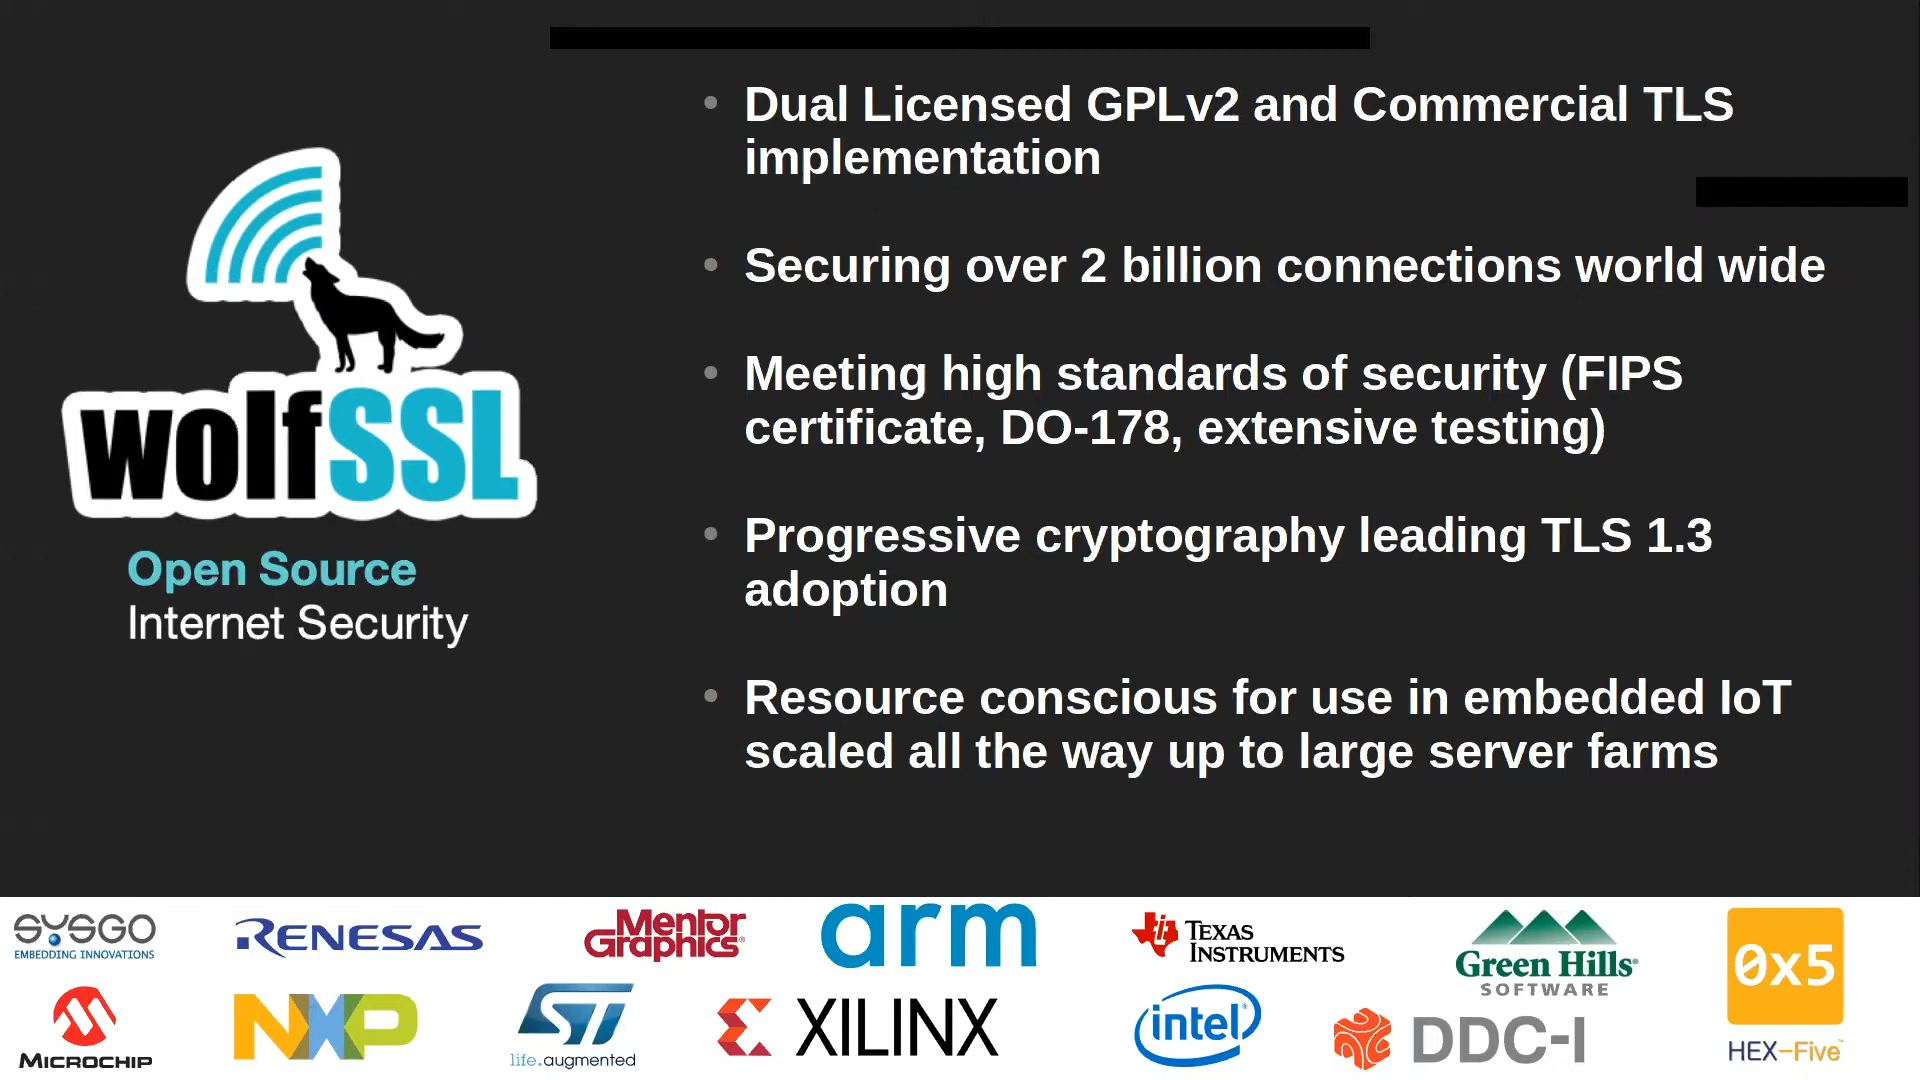 Dual Licensed GPLv2 and Commercial TLS
implementation
Securing over 2 billion connections world wide
Meeting high standards of security (FIPS
certificate, DO-178, extensive testing)
Progressive cryptography leading TLS 1.3
adoption
Resource conscious for use in embedded IoT
scaled all the way up to large server farms
wolfSSL
Open Source
Internet Security
SYSGO
EMBEDDING INNOVATIONS
RENESAS
Mentor
Graphics
arm
TEXAS
INSTRUMENTS
Green Hills
SOFTWARE
0x5
HEX-Five
MICROCHIP
NXP
ST
life.augmented
XILINX
intel
DDC-I